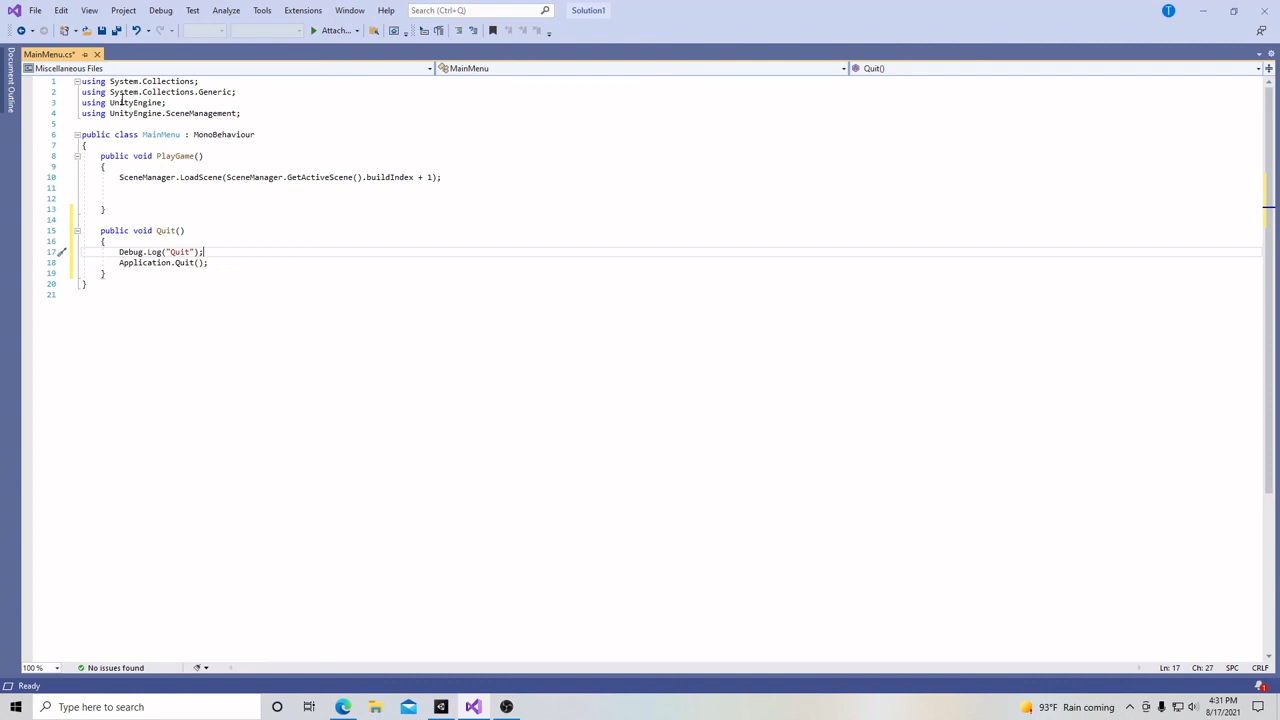 File Edit View Project Debug Test Analyze Tools Extensions Window Help Search (Ctrl+Q) Solution1
T
Attach...
MainMenu.cs*
Miscellaneous Files MainMenu Quit()
Document Outline
1 using System.Collections;
2 using System.Collections.Generic;
3 using UnityEngine;
4 using UnityEngine.SceneManagement;
5
6 public class MainMenu : MonoBehaviour
7 {
8 public void PlayGame()
9 {
10 SceneManager.LoadScene(SceneManager.GetActiveScene().buildIndex + 1);
11
12
13 }
14
15 public void Quit()
16 {
17 Debug.Log("Quit");
18 Application.Quit();
19 }
20 }
21
100 % No issues found Ln: 17 Ch: 27 SPC CRLF
Ready 1
Type here to search 93°F Rain coming 4:31 PM
8/17/2021